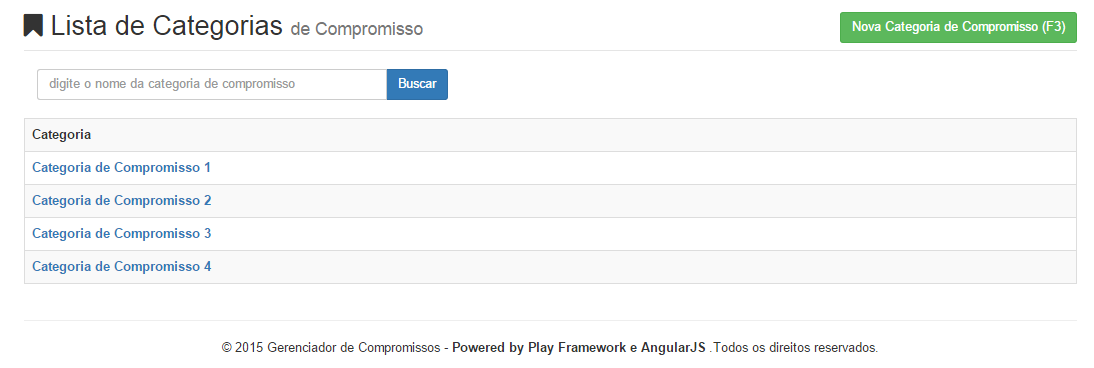 Lista de Categorias de Compromisso
Nova Categoria de Compromisso (F3)
digite o nome da categoria de compromisso
Buscar
Categoria
Categoria de Compromisso 1
Categoria de Compromisso 2
Categoria de Compromisso 3
Categoria de Compromisso 4
© 2015 Gerenciador de Compromissos - Powered by Play Framework e AngularJS .Todos os direitos reservados.